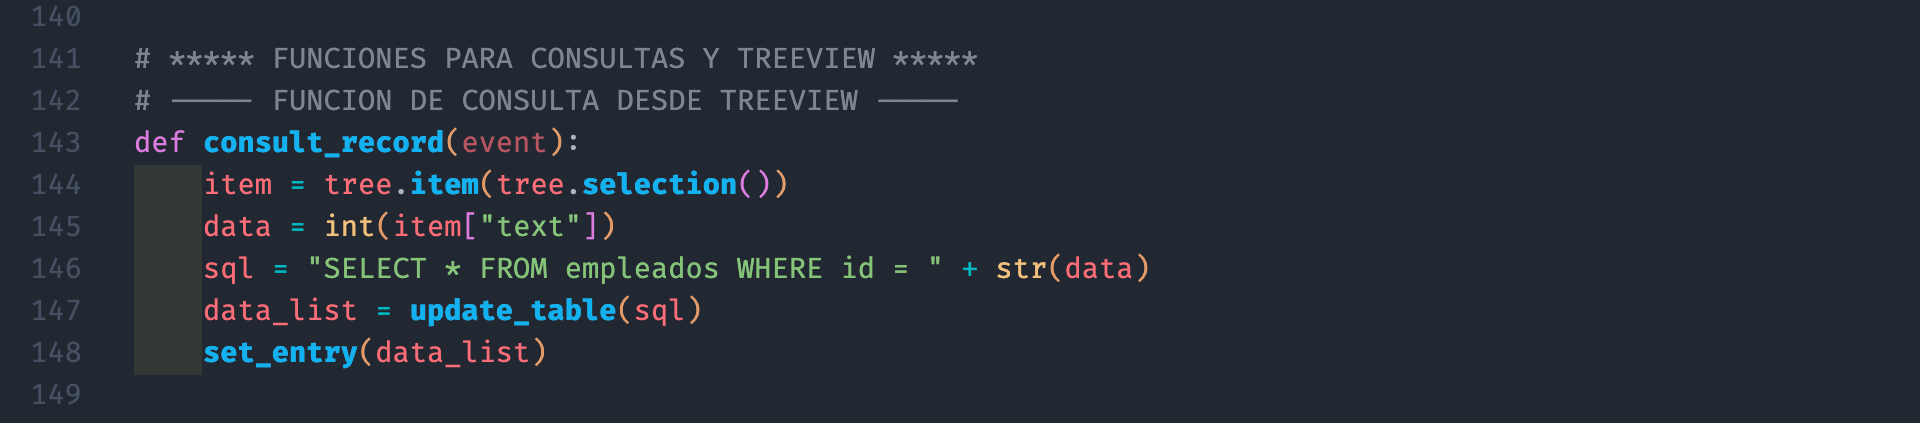 140
141 # ***** FUNCIONES PARA CONSULTAS Y TREEVIEW *****
142 # ----- FUNCION DE CONSULTA DESDE TREEVIEW -----
143 def consult_record(event):
144     item = tree.item(tree.selection())
145     data = int(item["text"])
146     sql = "SELECT * FROM empleados WHERE id = " + str(data)
147     data_list = update_table(sql)
148     set_entry(data_list)
149